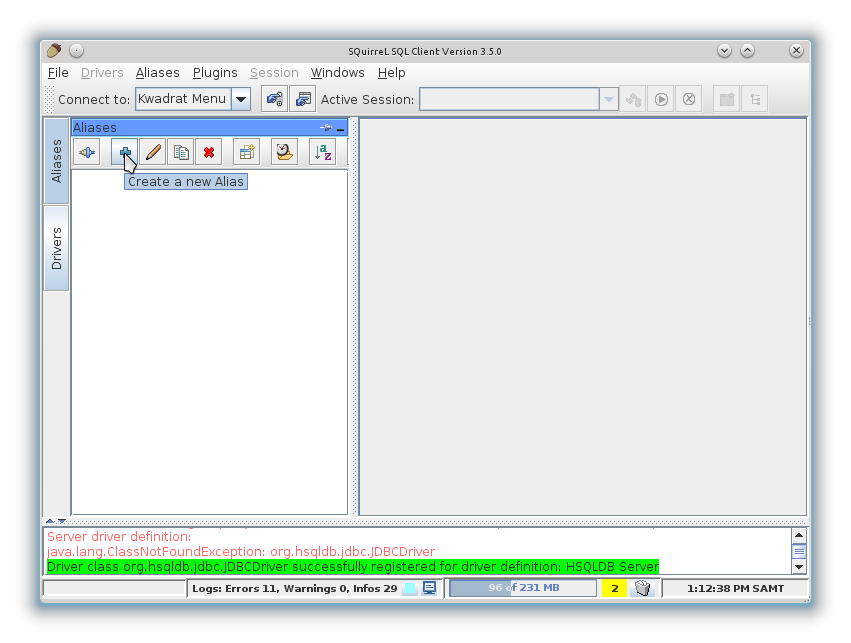 SQuirreL SQL Client Version 3.5.0
File Drivers Aliases Plugins Session Windows Help
Connect to: Kwadrat Menu Active Session:
Aliases
a
z
Create a new Alias
Aliases
Drivers
Server driver definition:
java.lang.ClassNotFoundException: org.hsqldb.jdbc.JDBCDriver
Driver class org.hsqldb.jdbc.JDBCDriver successfully registered for driver definition: HSQLDB Server
Logs: Errors 11, Warnings 0, Infos 29 96 of 231 MB 2 1:12:38 PM SAMT